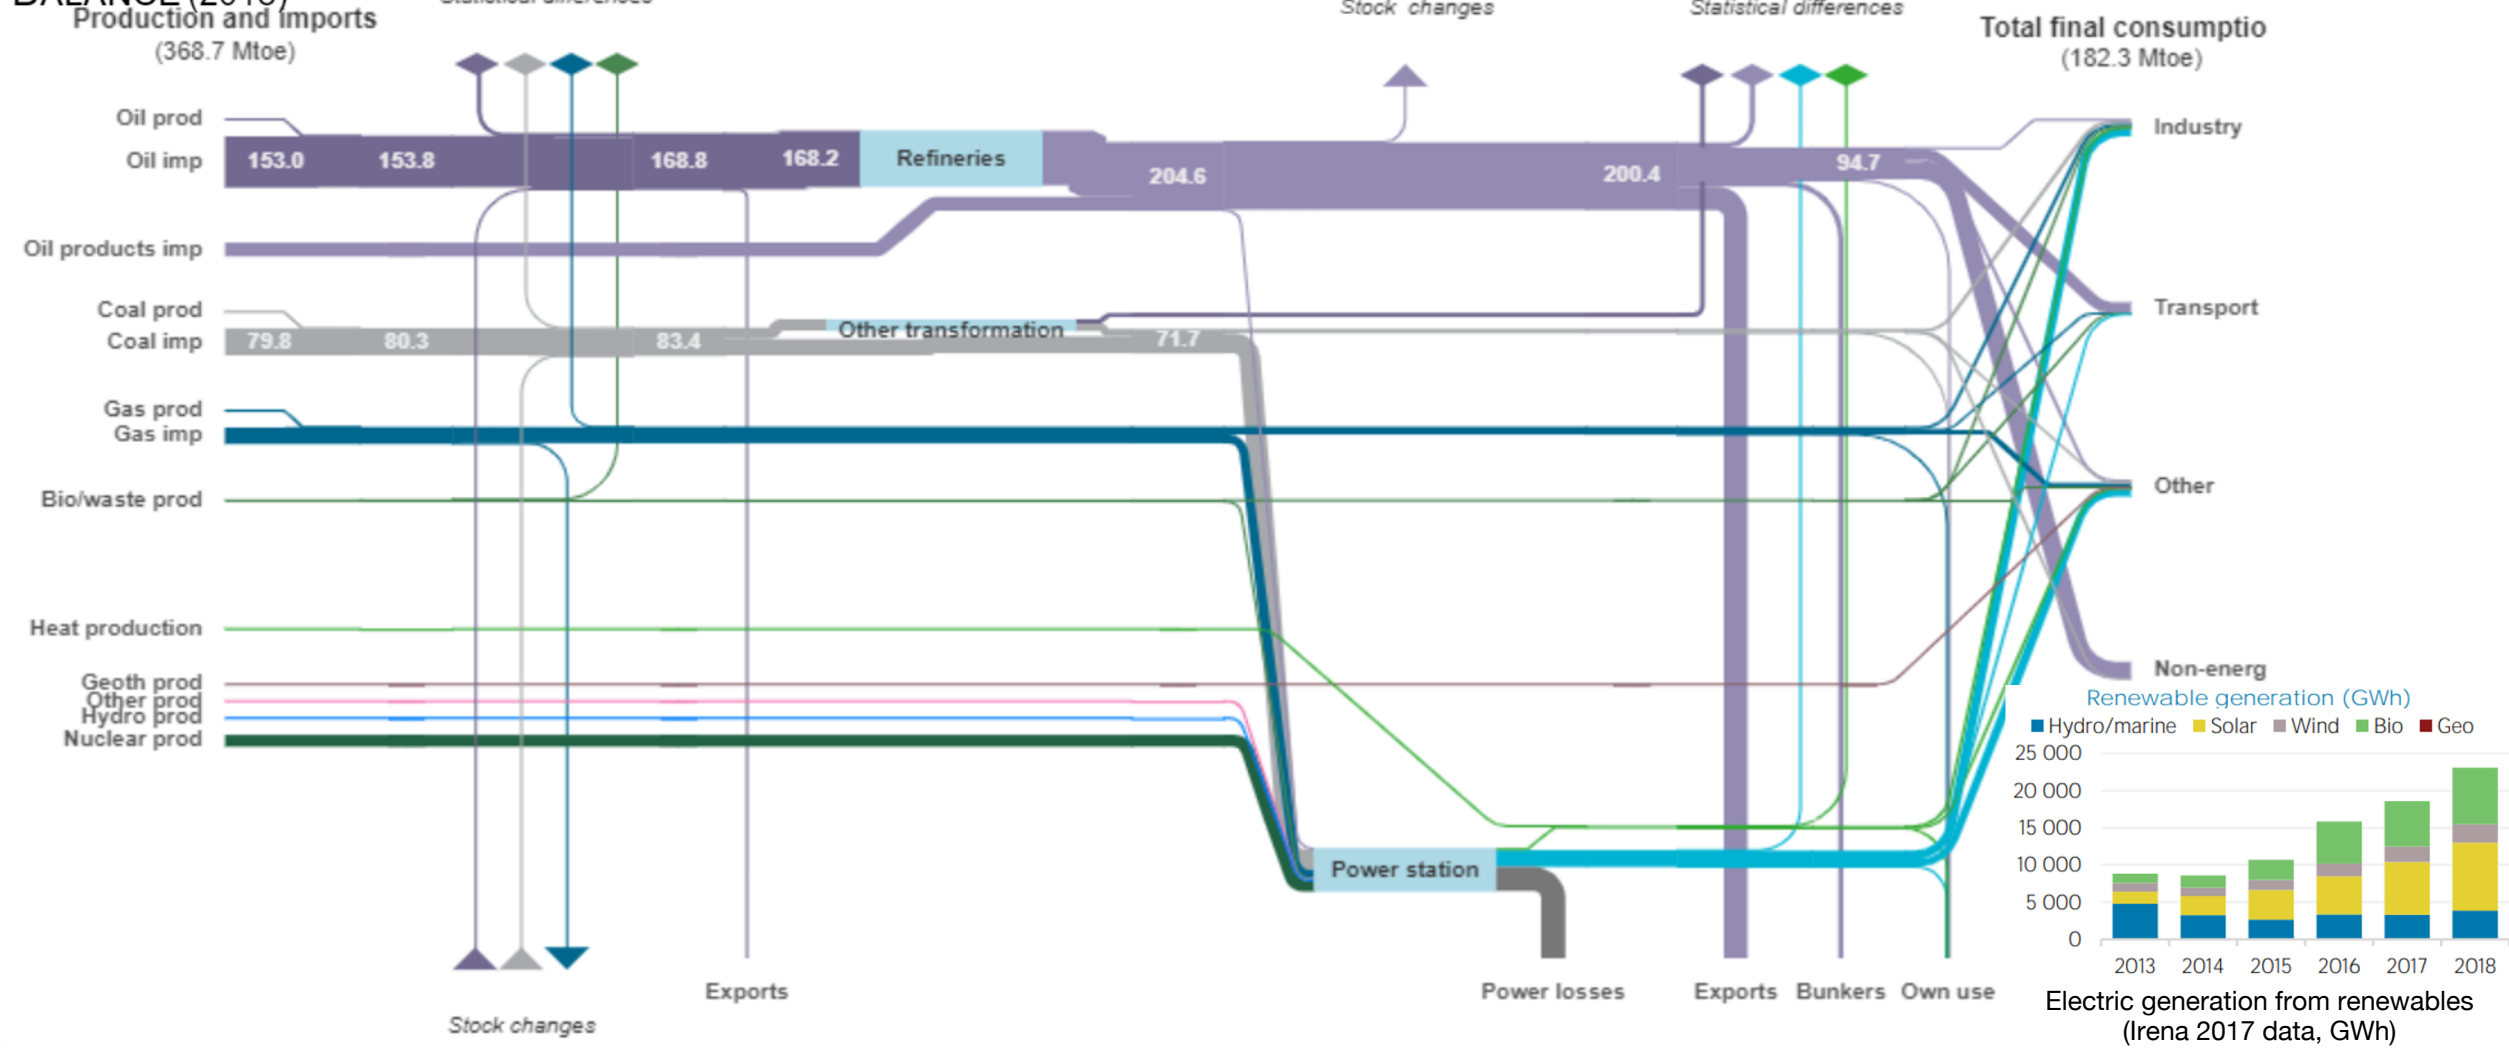 BALANCE (2018)
Production and imports
(368.7 Mtoe)
Statistical differences
Stock changes
Statistical differences
Total final consumptio
(182.3 Mtoe)
Oil prod
Oil imp
153.0
153.8
168.8
168.2
Refineries
204.6
200.4
94.7
Industry
Oil products imp
Transport
Coal prod
Coal imp
79.8
80.3
83.4
Other transformation
71.7
Gas prod
Gas imp
Bio/waste prod
Other
Heat production
Geoth prod
Other prod
Hydro prod
Nuclear prod
Non-energ
Power station
Exports
Stock changes
Power losses
Exports
Bunkers
Own use
Renewable generation (GWh)
Hydro/marine Solar Wind Bio Geo
25 000
20 000
15 000
10 000
5 000
0
2013 2014 2015 2016 2017 2018
Electric generation from renewables
(Irena 2017 data, GWh)